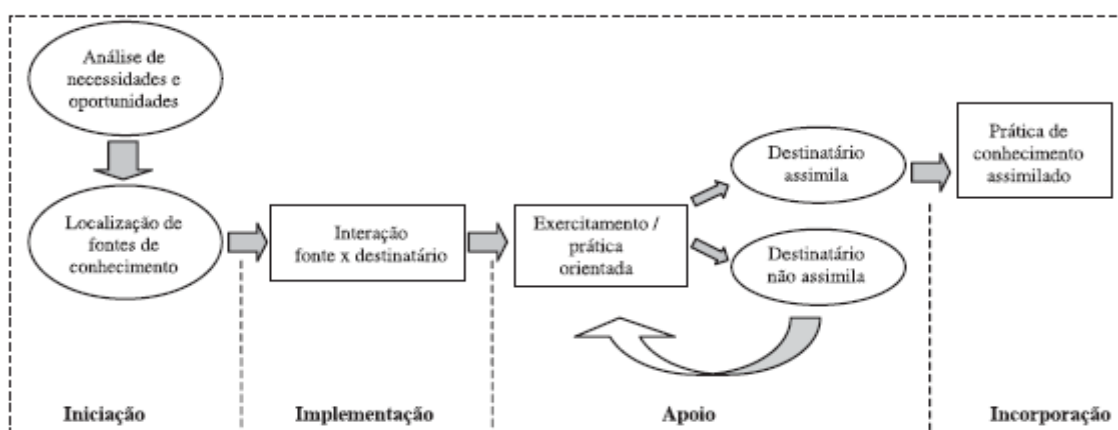 Análise de
necessidades e
oportunidades
Localização de
fontes de
conhecimento
Interação
fonte x destinatário
Exercitamento /
prática
orientada
Destinatário
assimila
Destinatário
não assimila
Prática de
conhecimento
assimilado
Iniciação
Implementação
Apoio
Incorporação